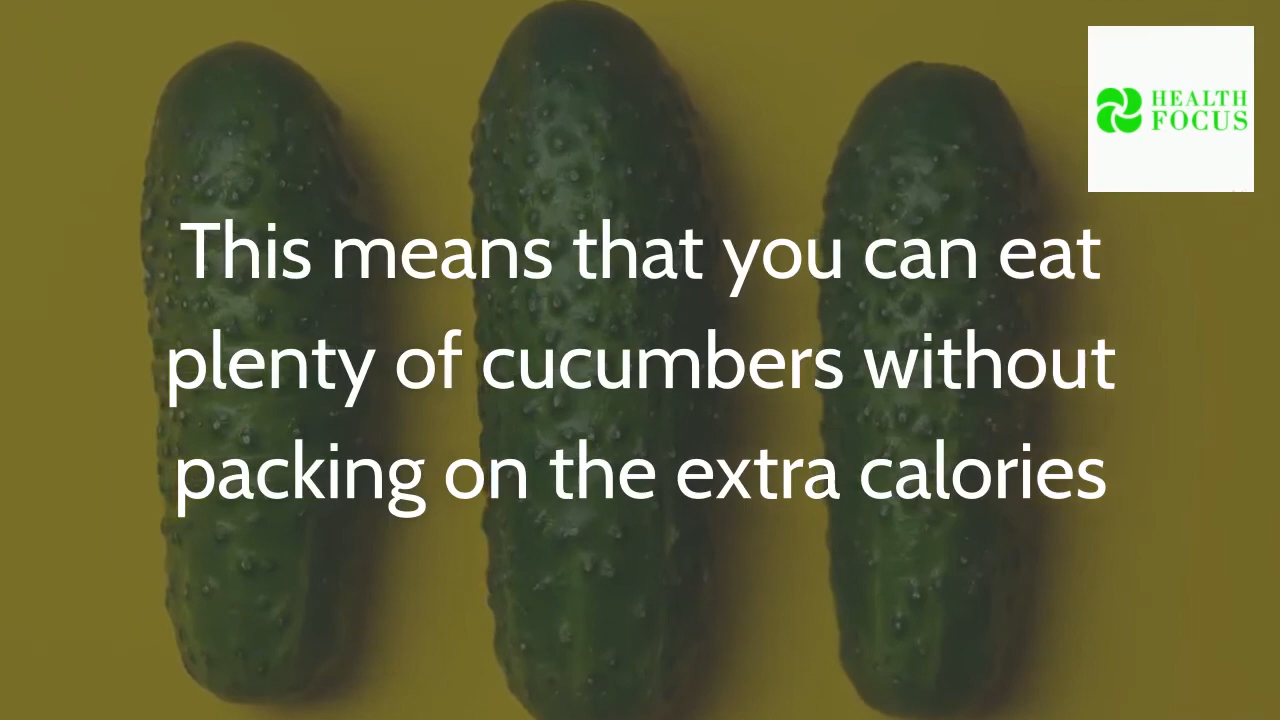 HEALTH
FOCUS
This means that you can eat
plenty of cucumbers without
packing on the extra calories